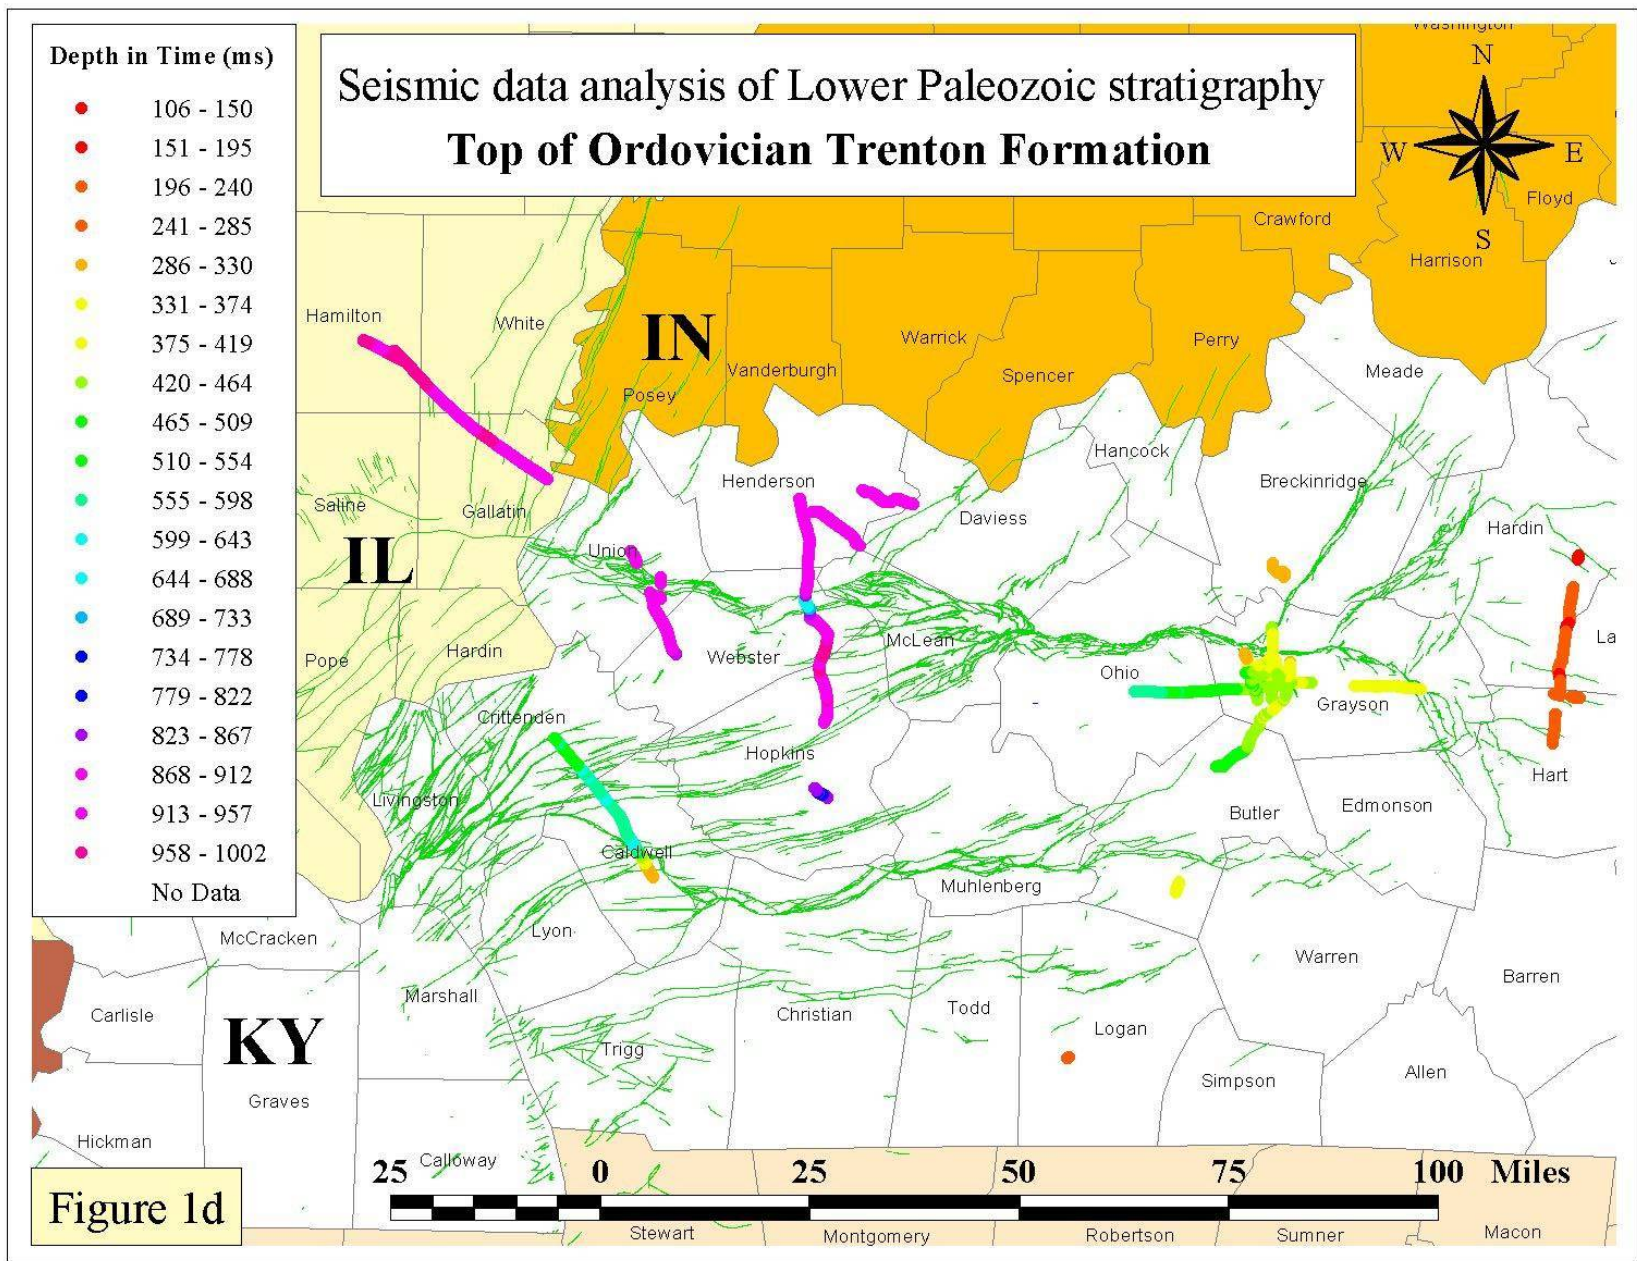 Depth in Time (ms)
106 - 150
151 - 195
196 - 240
241 - 285
286 - 330
331 - 374
375 - 419
420 - 464
465 - 509
510 - 554
555 - 598
599 - 643
644 - 688
689 - 733
734 - 778
779 - 822
823 - 867
868 - 912
913 - 957
958 - 1002
No Data
Seismic data analysis of Lower Paleozoic stratigraphy
Top of Ordovician Trenton Formation
Washington
N
W
E
S
Floyd
Crawford
Harrison
Hamilton
White
IN
Warrick
Perry
Vanderburgh
Spencer
Meade
Posey
Hancock
Henderson
Breckinridge
Saline
Gallatin
Daviess
Hardin
IL
Union
La
McLean
Hardin
Webster
Pope
Ohio
Grayson
Crittenden
Hopkins
Hart
Livingston
Butler
Edmonson
Caldwell
Muhlenberg
Lyon
McCracken
Warren
Barren
Marshall
Carlisle
Christian
Todd
Logan
KY
Trigg
Simpson
Allen
Graves
Hickman
Calloway
25
0
25
50
75
100
Miles
Figure 1d
Stewart
Montgomery
Robertson
Sumner
Macon